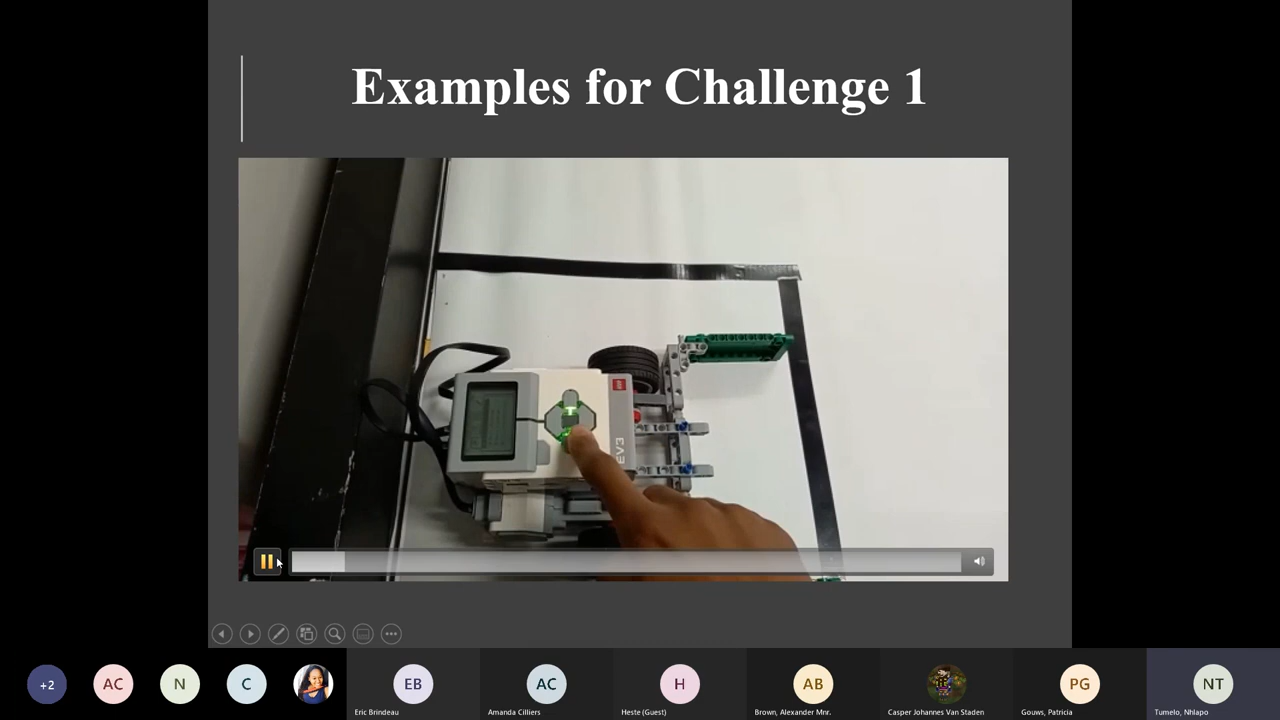 Examples for Challenge 1
EV3
+2
AC
N
C
EB
AC
H
AB
PG
NT
Eric Brindeau
Amanda Cilliers
Heste (Guest)
Brown, Alexander Mnr.
Casper Johannes Van Staden
Gouws, Patricia
Tumelo, Nhlapo